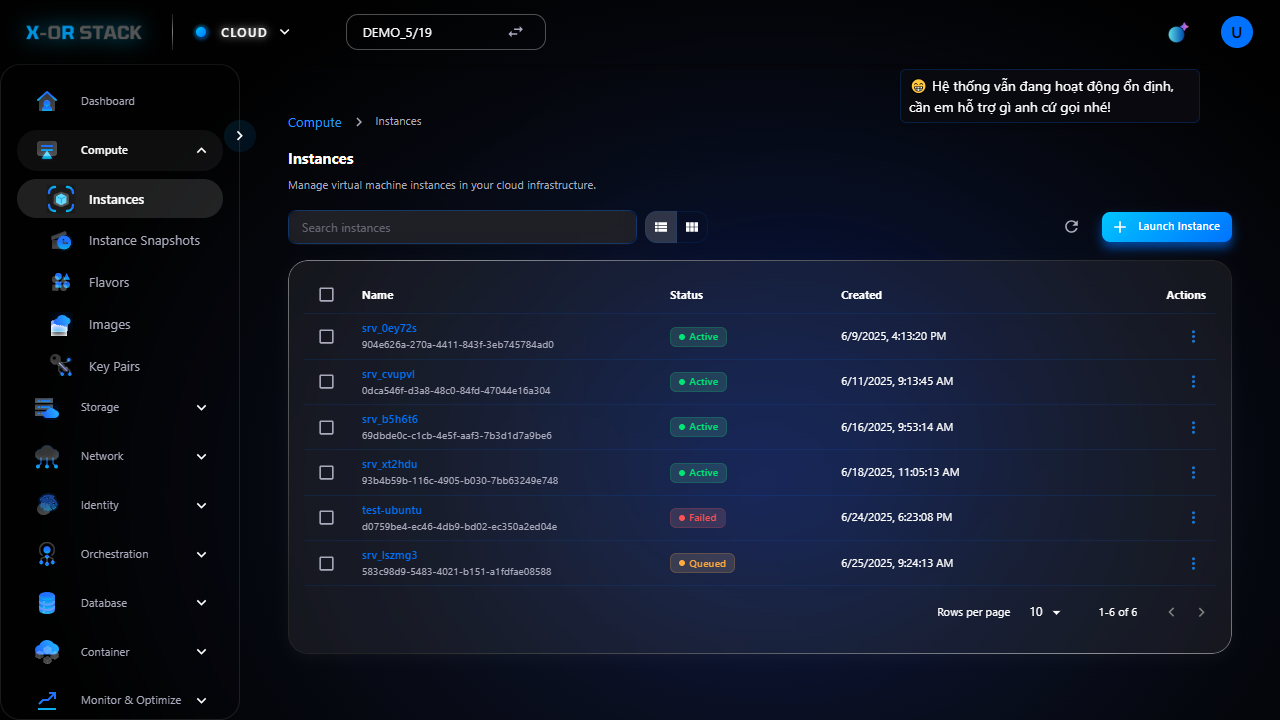 X-OR STACK
CLOUD
DEMO_5/19
U
😁 Hệ thống vẫn đang hoạt động ổn định,
cần em hỗ trợ gì anh cứ gọi nhé!
Dashboard
Compute
Instances
Instance Snapshots
Flavors
Images
Key Pairs
Storage
Network
Identity
Orchestration
Database
Container
Monitor & Optimize
Compute > Instances
Instances
Manage virtual machine instances in your cloud infrastructure.
Search instances
Launch Instance
Name Status Created Actions
srv_0ey72s
904e626a-270a-4411-843f-3eb745784ad0
Active 6/9/2025, 4:13:20 PM
srv_cvupvl
0dca546f-d3a8-48c0-84fd-47044e16a304
Active 6/11/2025, 9:13:45 AM
srv_b5h6t6
69dbde0c-c1cb-4e5f-aaf3-7b3d1d7a9be6
Active 6/16/2025, 9:53:14 AM
srv_xt2hdu
93b4b59b-116c-4905-b030-7bb63249e748
Active 6/18/2025, 11:05:13 AM
test-ubuntu
d0759be4-ec46-4db9-bd02-ec350a2ed04e
Failed 6/24/2025, 6:23:08 PM
srv_lszmg3
583c98d9-5483-4021-b151-a1fdfae08588
Queued 6/25/2025, 9:24:13 AM
Rows per page 10 1-6 of 6